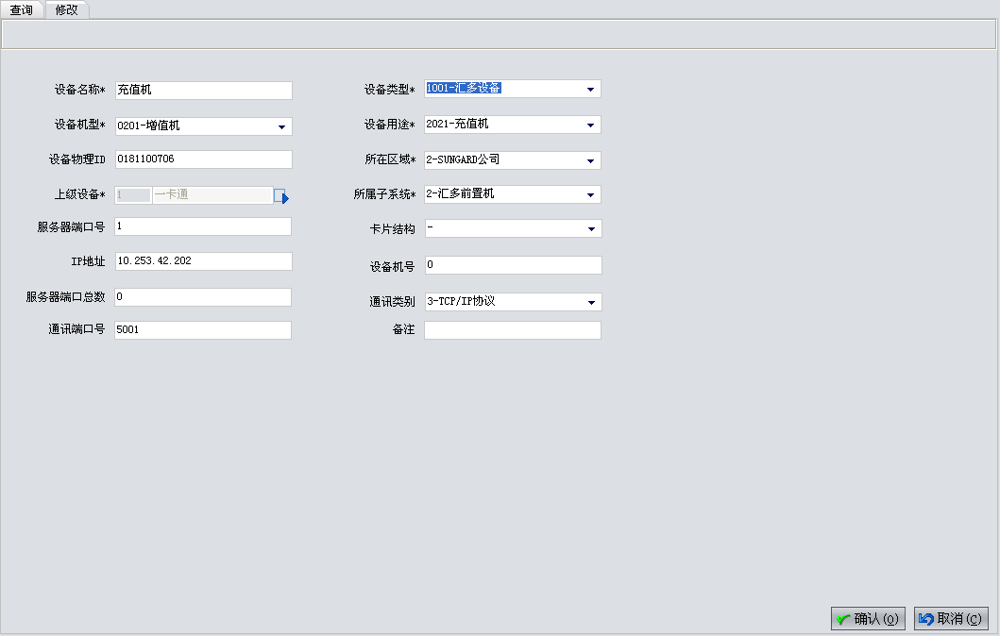 查询 修改
设备名称* 充值机 设备类型* 1001-汇多设备
设备机型* 0201-增值机 设备用途* 2021-充值机
设备物理ID 0181100706 所在区域* 2-SUNGARD公司
上级设备* 1 一卡通 所属子系统* 2-汇多前置机
服务器端口号 1 卡片结构 -
IP地址 10.253.42.202 设备机号 0
服务器端口总数 0 通讯类别 3-TCP/IP协议
通讯端口号 5001 备注
确认(O) 取消(C)